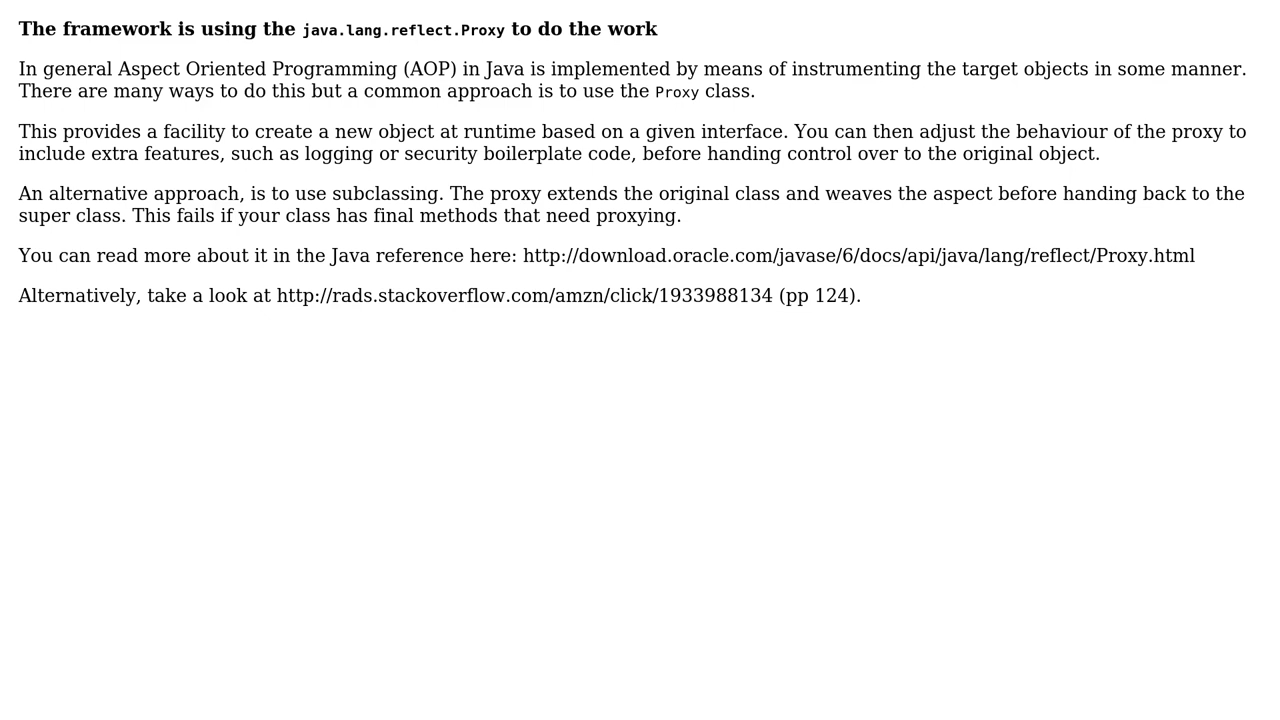 The framework is using the java.lang.reflect.Proxy to do the work
In general Aspect Oriented Programming (AOP) in Java is implemented by means of instrumenting the target objects in some manner.
There are many ways to do this but a common approach is to use the Proxy class.
This provides a facility to create a new object at runtime based on a given interface. You can then adjust the behaviour of the proxy to
include extra features, such as logging or security boilerplate code, before handing control over to the original object.
An alternative approach, is to use subclassing. The proxy extends the original class and weaves the aspect before handing back to the
super class. This fails if your class has final methods that need proxying.
You can read more about it in the Java reference here: http://download.oracle.com/javase/6/docs/api/java/lang/reflect/Proxy.html
Alternatively, take a look at http://rads.stackoverflow.com/amzn/click/1933988134 (pp 124).